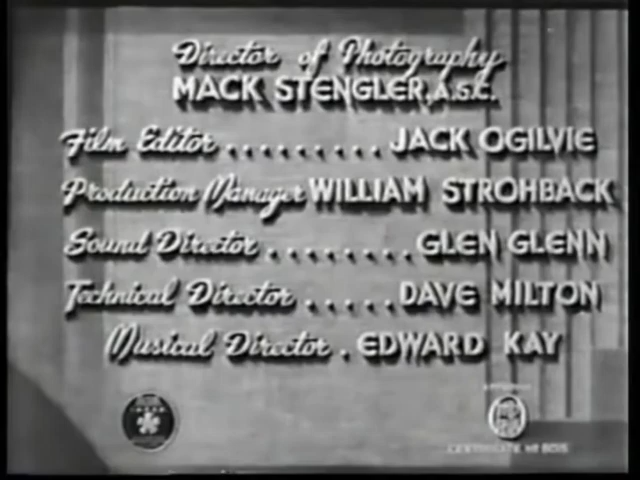 Director of Photography
MACK STENGLER, A.S.C.
Film Editor ......... JACK OGILVIE
Production Manager WILLIAM STROHBACK
Sound Director ........ GLEN GLENN
Technical Director ..... DAVE MILTON
Musical Director . EDWARD KAY
CERTIFICATE Nº